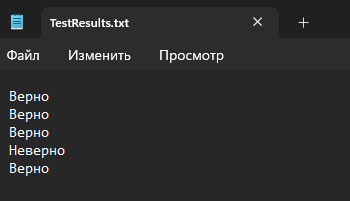 TestResults.txt
Файл Изменить Просмотр
Верно
Верно
Верно
Неверно
Верно